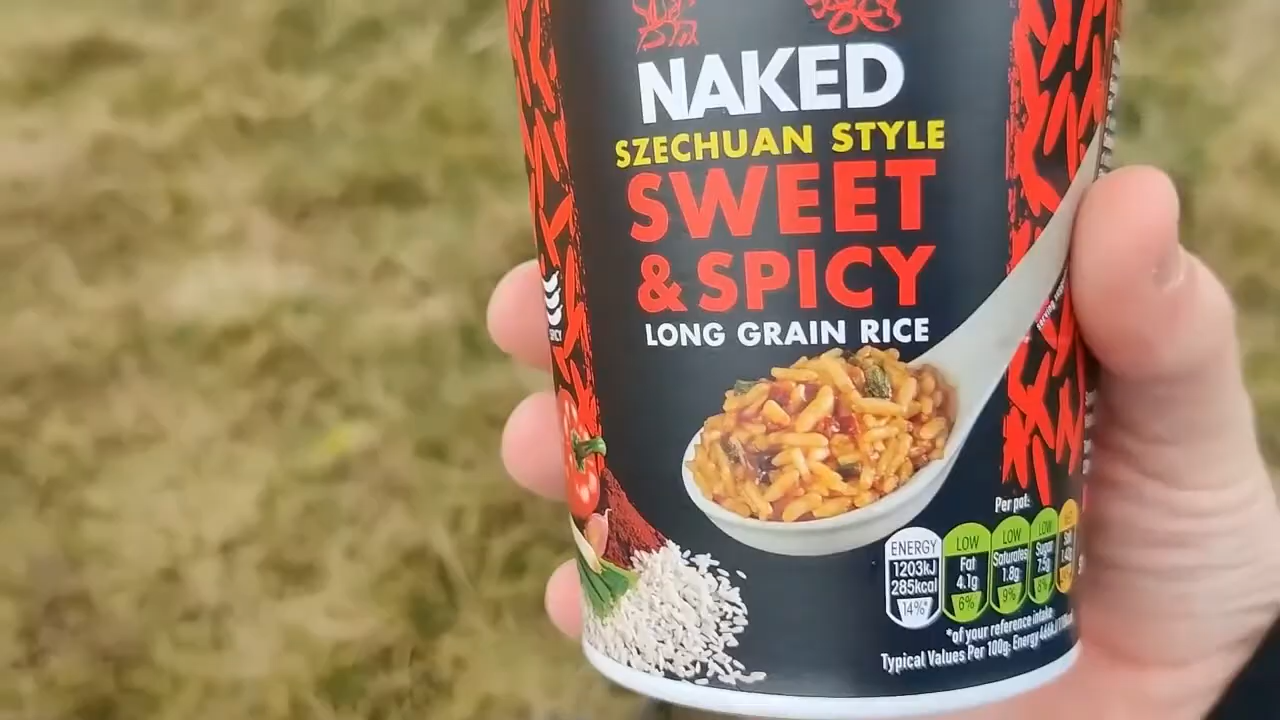 NAKED
SZECHUAN STYLE
SWEET
& SPICY
LONG GRAIN RICE
SPICY
Per pot:
ENERGY
1203kJ
285kcal
14%*
LOW
Fat
4.1g
6%
LOW
Saturates
1.8g
9%
LOW
Sugar
7.5g
8%
*of your reference intake
Typical Values Per 100g: Energy